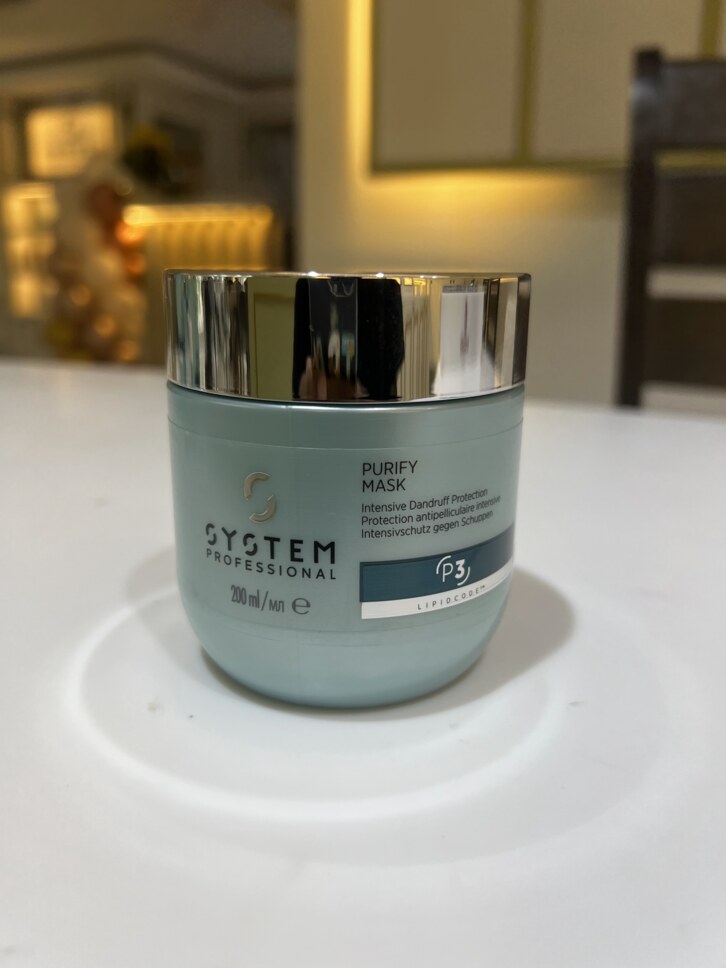 PURIFY
MASK
Intensive Dandruff Protection
Protection antipelliculaire intensive
Intensivschutz gegen Schuppen
SYSTEM
PROFESSIONAL
200 ml/мл ℮
P3
LIPIDCODE™